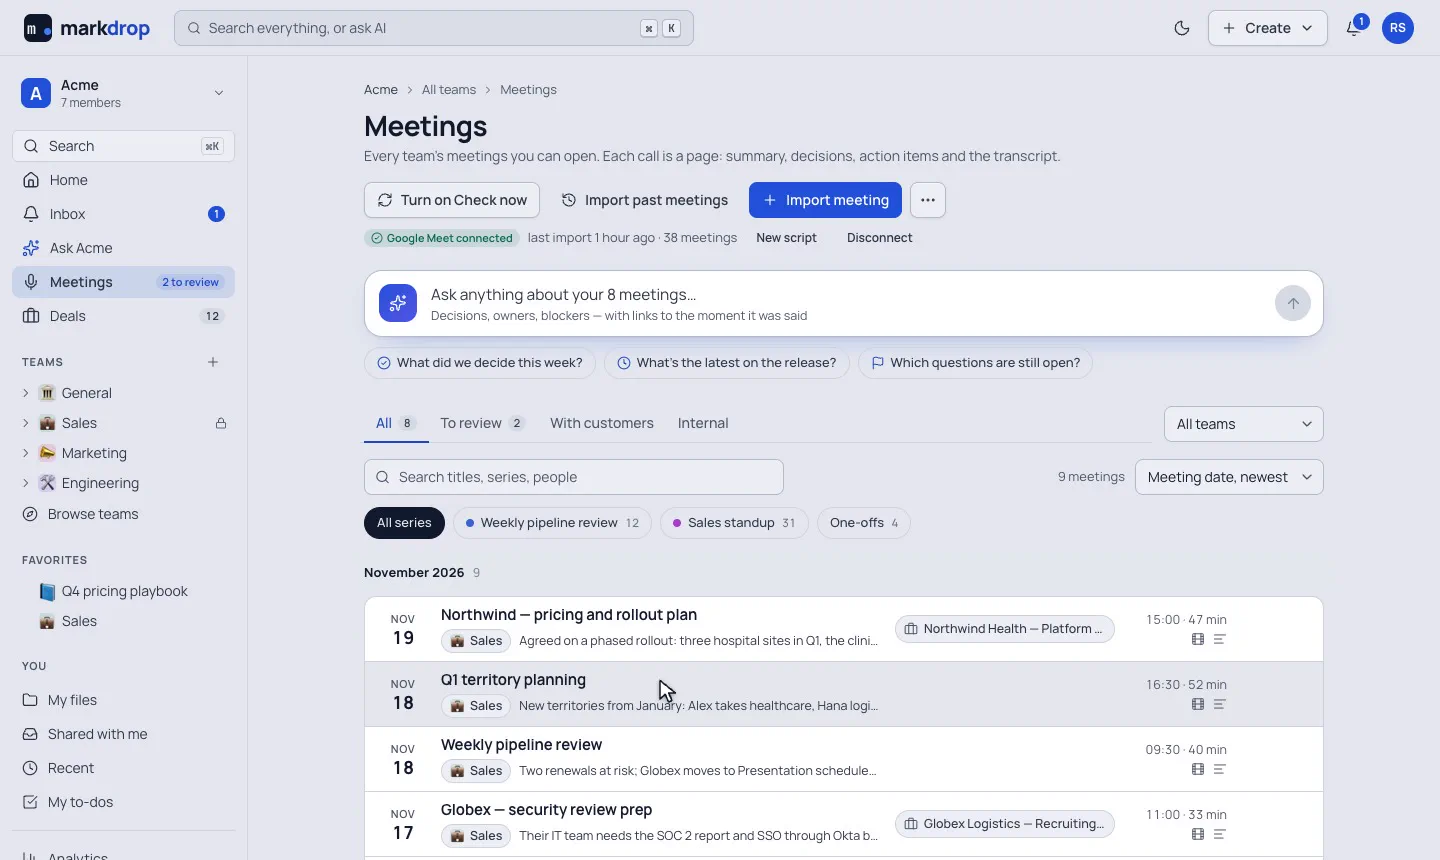 m.
markdrop
Search everything, or ask AI
⌘ K
Create
1
RS
A
Acme
7 members
Search
⌘K
Home
Inbox
1
Ask Acme
Meetings
2 to review
Deals
12
TEAMS
General
Sales
Marketing
Engineering
Browse teams
FAVORITES
Q4 pricing playbook
Sales
YOU
My files
Shared with me
Recent
My to-dos
Analytics
Acme > All teams > Meetings
Meetings
Every team's meetings you can open. Each call is a page: summary, decisions, action items and the transcript.
Turn on Check now
Import past meetings
Import meeting
Google Meet connected last import 1 hour ago · 38 meetings New script Disconnect
Ask anything about your 8 meetings…
Decisions, owners, blockers — with links to the moment it was said
What did we decide this week?
What's the latest on the release?
Which questions are still open?
All 8
To review 2
With customers
Internal
All teams
Search titles, series, people
9 meetings
Meeting date, newest
All series
Weekly pipeline review 12
Sales standup 31
One-offs 4
November 2026 9
NOV
19
Northwind — pricing and rollout plan
Sales
Agreed on a phased rollout: three hospital sites in Q1, the clini…
Northwind Health — Platform …
15:00 · 47 min
NOV
18
Q1 territory planning
Sales
New territories from January: Alex takes healthcare, Hana logi…
16:30 · 52 min
NOV
18
Weekly pipeline review
Sales
Two renewals at risk; Globex moves to Presentation schedule…
09:30 · 40 min
NOV
17
Globex — security review prep
Sales
Their IT team needs the SOC 2 report and SSO through Okta b…
Globex Logistics — Recruiting…
11:00 · 33 min